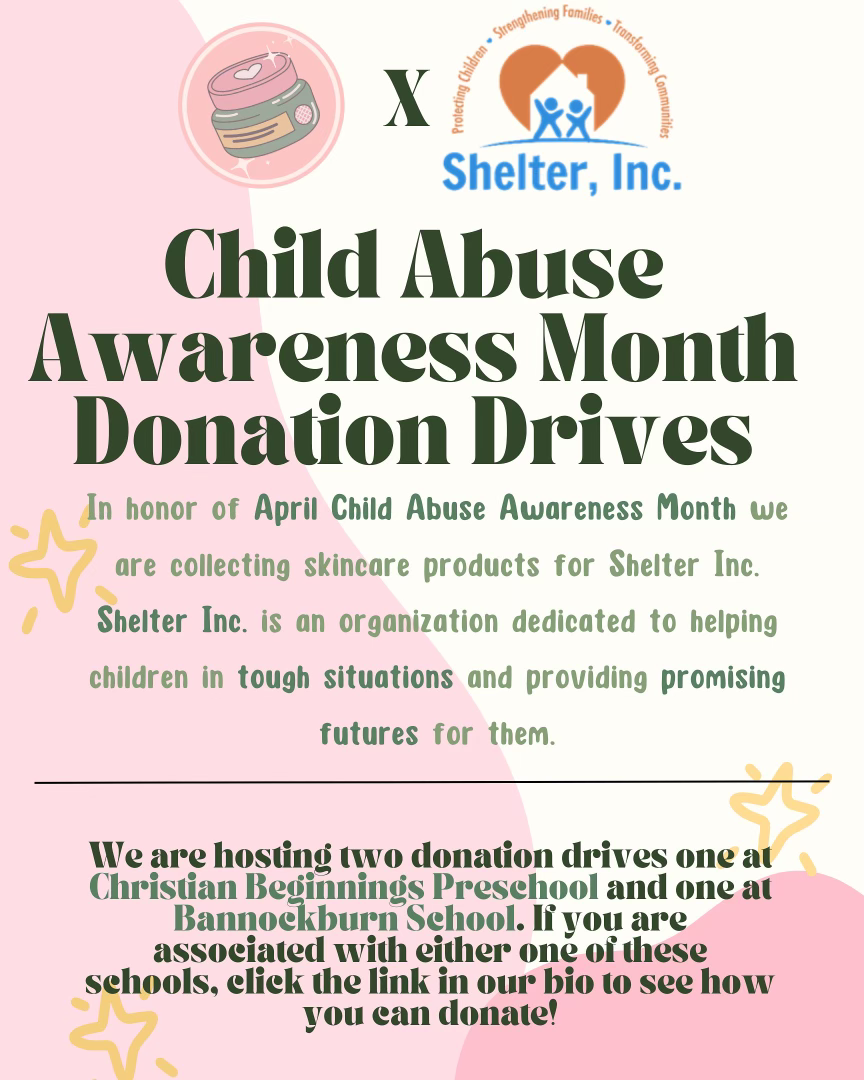 X
Protecting Children • Strengthening Families • Transforming Communities
Shelter, Inc.
Child Abuse
Awareness Month
Donation Drives
In honor of April Child Abuse Awareness Month we
are collecting skincare products for Shelter Inc.
Shelter Inc. is an organization dedicated to helping
children in tough situations and providing promising
futures for them.
We are hosting two donation drives one at
Christian Beginnings Preschool and one at
Bannockburn School. If you are
associated with either one of these
schools, click the link in our bio to see how
you can donate!